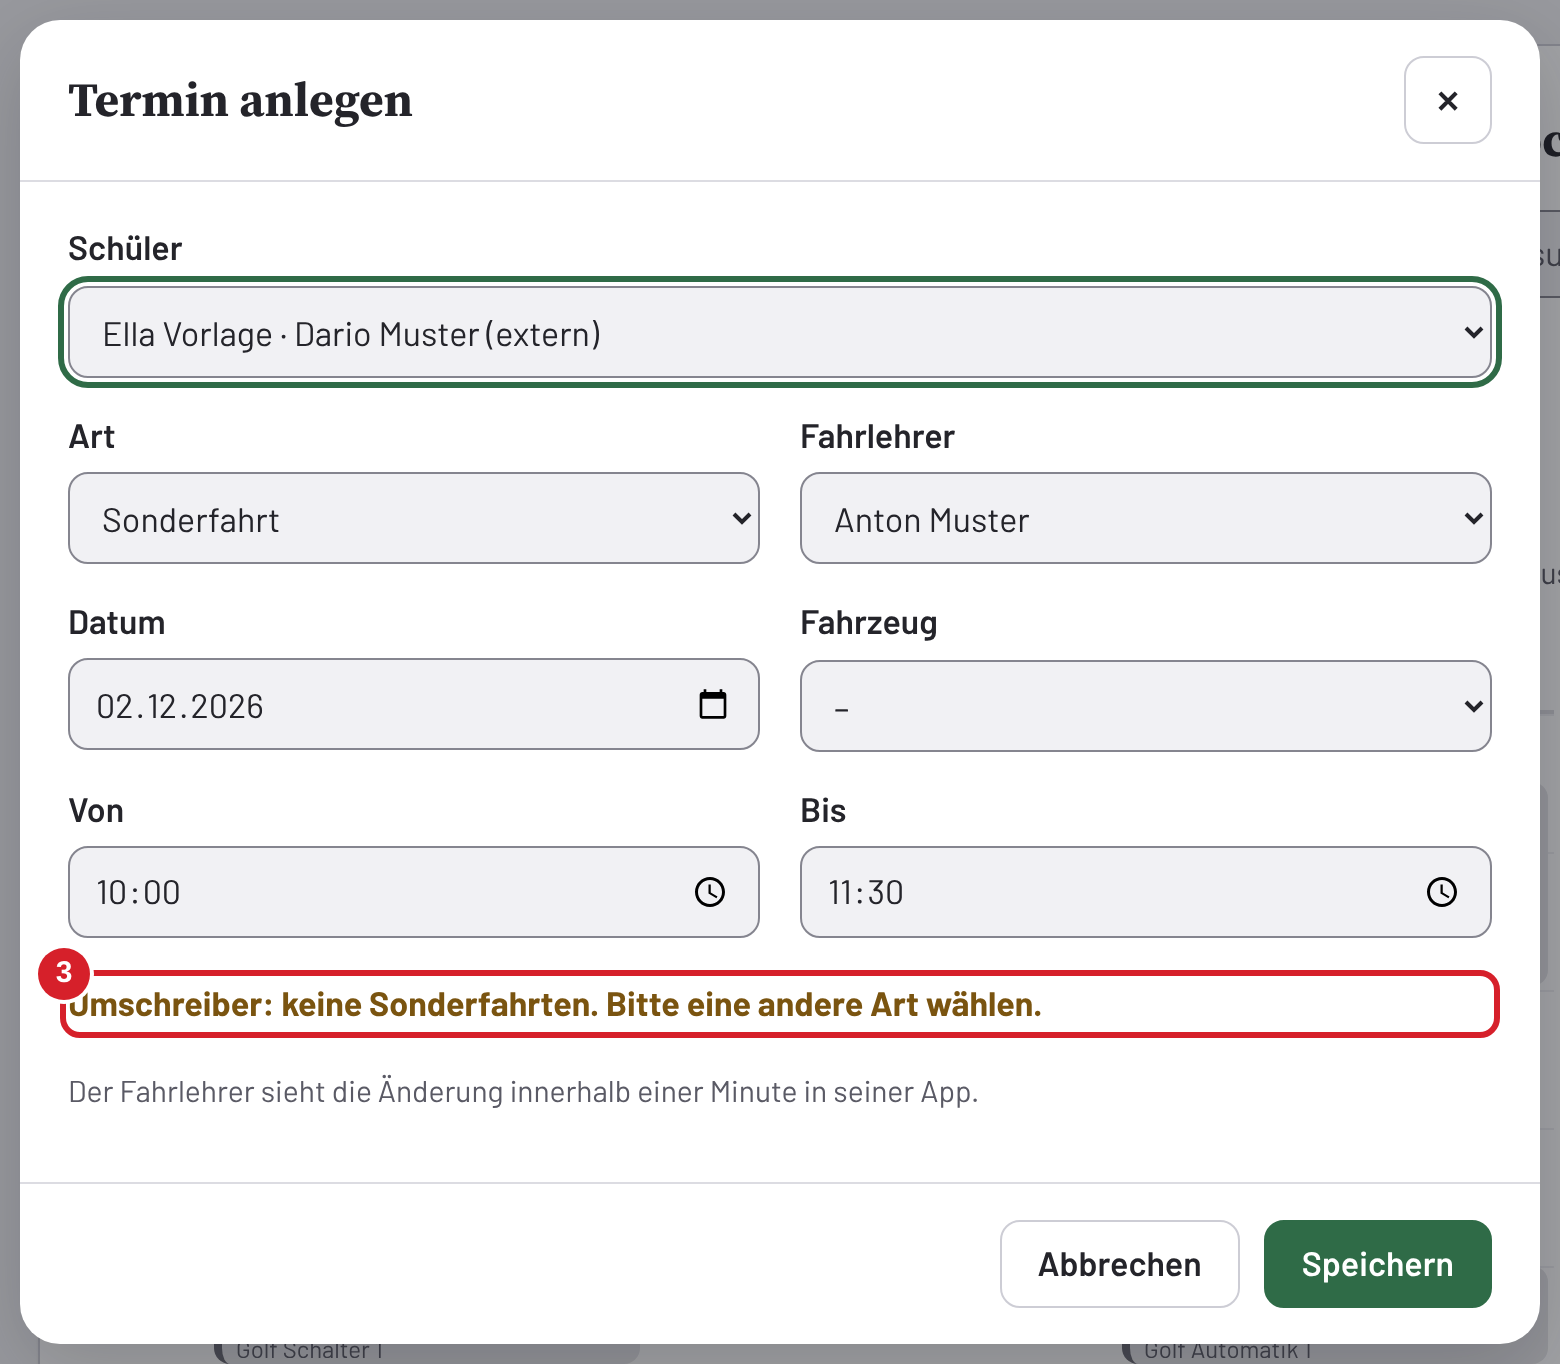 Termin anlegen
×
Schüler
Ella Vorlage · Dario Muster (extern)
Art
Fahrlehrer
Sonderfahrt
Anton Muster
Datum
Fahrzeug
02.12.2026
–
Von
Bis
10:00
11:30
3
Umschreiber: keine Sonderfahrten. Bitte eine andere Art wählen.
Der Fahrlehrer sieht die Änderung innerhalb einer Minute in seiner App.
Abbrechen
Speichern
Golf Schalter 1
Golf Automatik 1